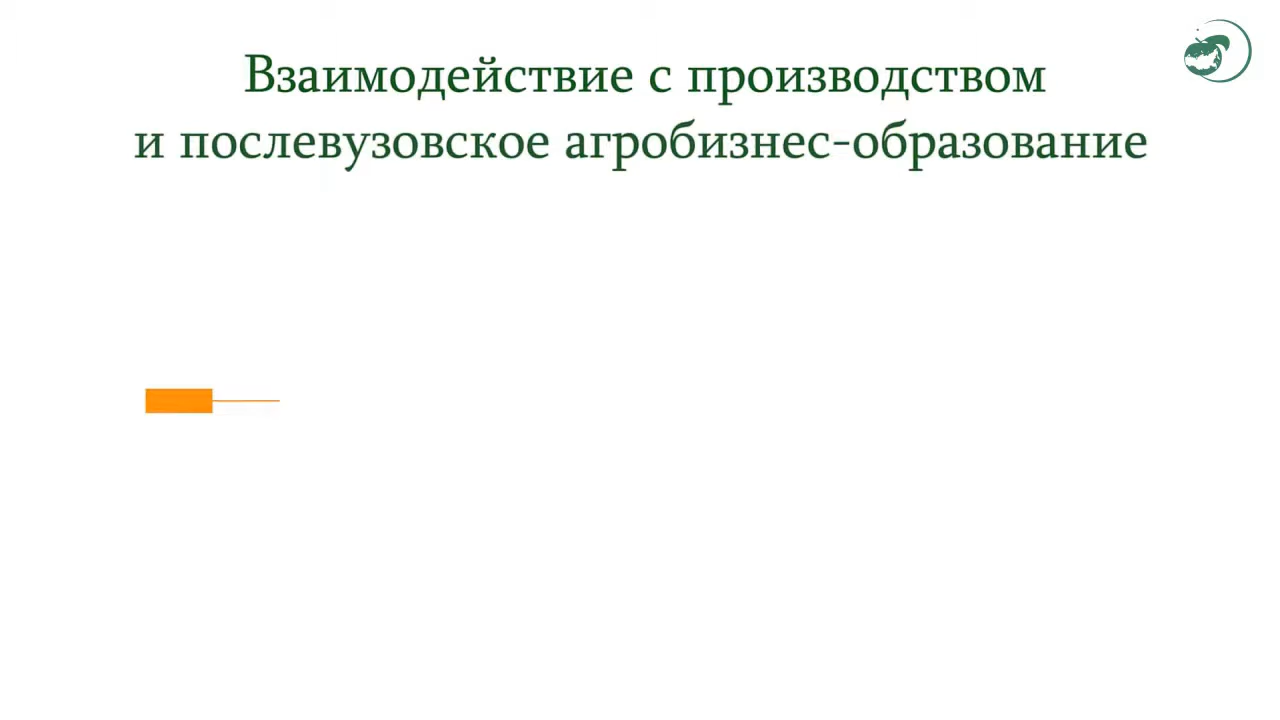 Взаимодействие с производством
и послевузовское агробизнес-образование